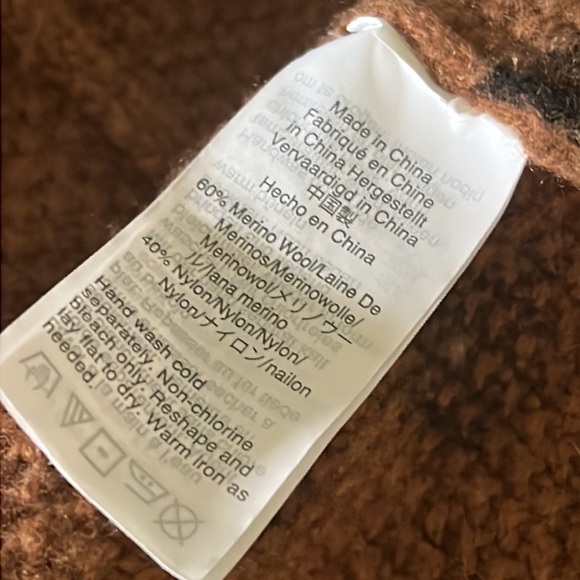 Made in China
Fabriqué en Chine
in China Hergestellt
Vervaardigd in China
中国製
Hecho en China
60% Merino Wool/Laine De
Merinos/Merinowolle/
Merinowol/メリノウー
ル/lana merino
40% Nylon/Nylon/Nylon/
Nylon/ナイロン/nailon
Hand wash cold
separately. Non-chlorine
bleach only. Reshape and
lay flat to dry. Warm iron as
needed.